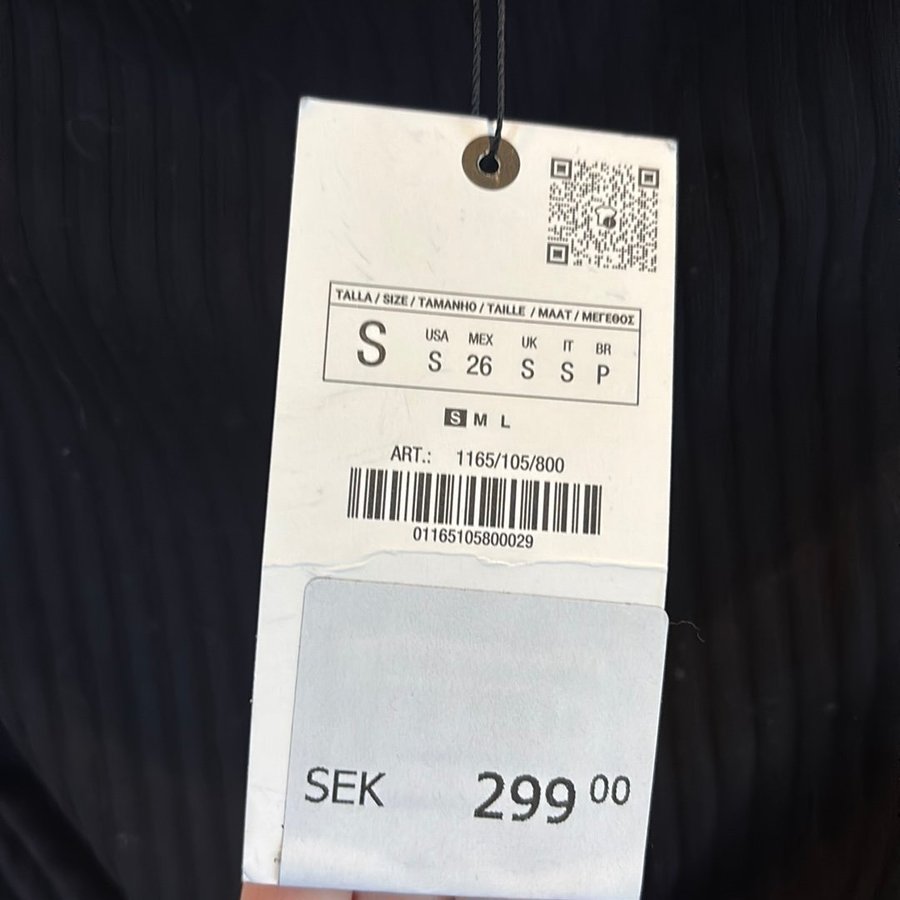 TALLA / SIZE / TAMANHO / TAILLE / MAAT / ΜΕΓΕΘΟΣ
S
USA MEX UK IT BR
S 26 S S P
S M L
ART.: 1165/105/800
01165105800029
SEK 299 00